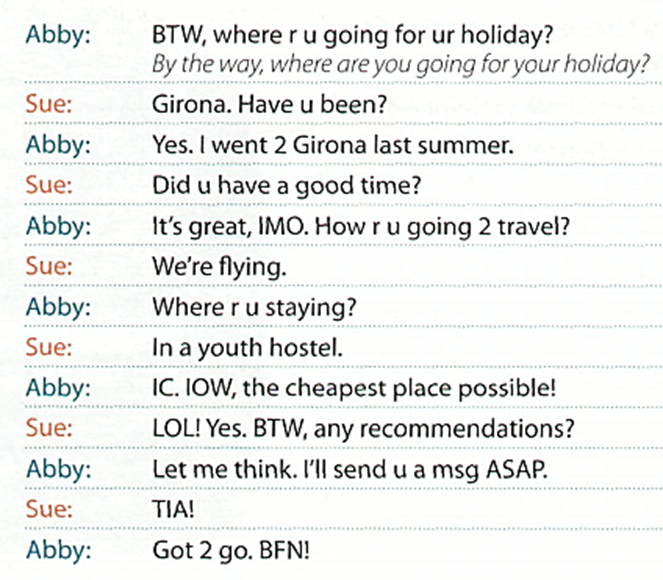 Abby: BTW, where r u going for ur holiday?
By the way, where are you going for your holiday?
Sue: Girona. Have u been?
Abby: Yes. I went 2 Girona last summer.
Sue: Did u have a good time?
Abby: It's great, IMO. How r u going 2 travel?
Sue: We're flying.
Abby: Where r u staying?
Sue: In a youth hostel.
Abby: IC. IOW, the cheapest place possible!
Sue: LOL! Yes. BTW, any recommendations?
Abby: Let me think. I'll send u a msg ASAP.
Sue: TIA!
Abby: Got 2 go. BFN!